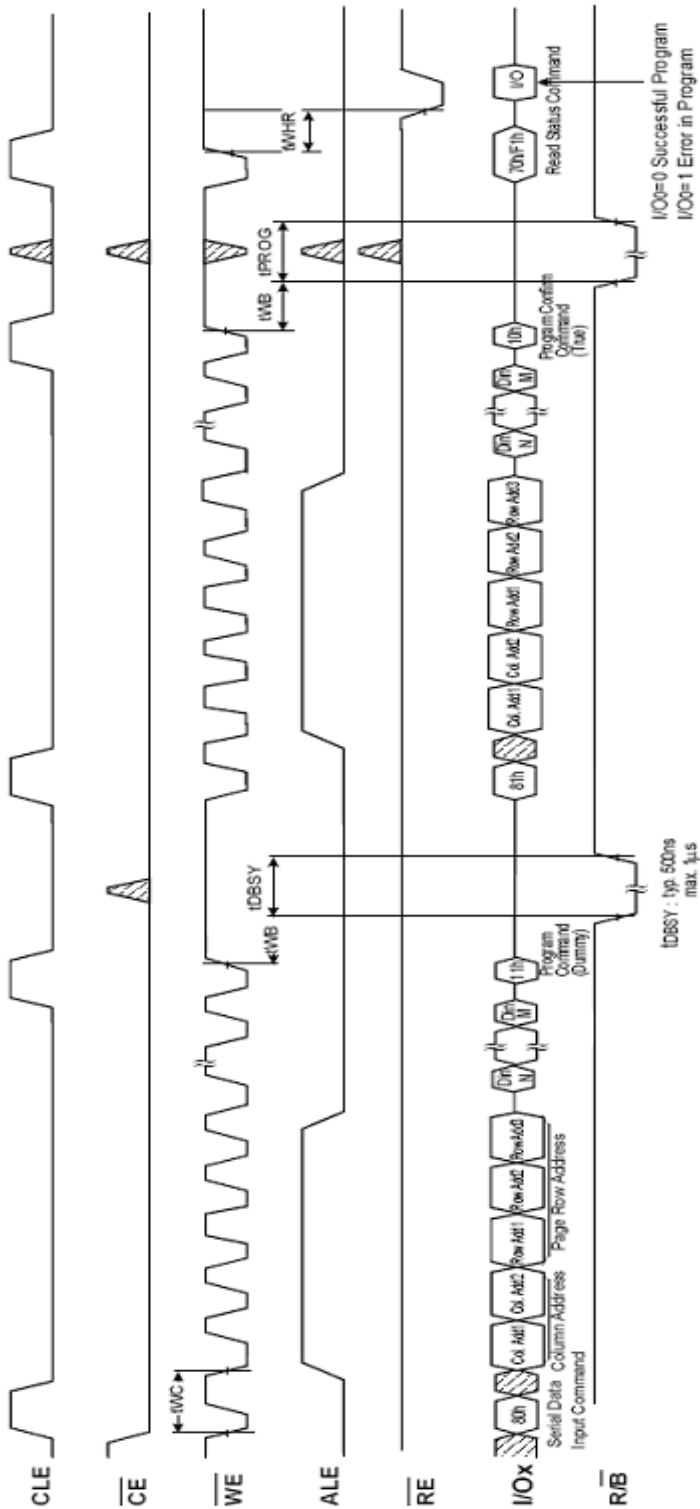 CLE
CE
WE
ALE
RE
I/Ox
R/B
tWC
tWB
tDBSY
tWB
tPROG
tWHR
80h
Col. Add1
Col. Add2
Row Add1
Row Add2
Row Add3
Din
N
Din
M
11h
81h
Col. Add1
Col. Add2
Row Add1
Row Add2
Row Add3
Din
N
Din
M
10h
70h/F1h
I/O
Serial Data
Input Command
Column Address
Page Row Address
Program
Command
(Dummy)
Program Confirm
Command
(True)
Read Status Command
tDBSY : typ. 500ns
max. 1µs
I/O0=0 Successful Program
I/O0=1 Error in Program